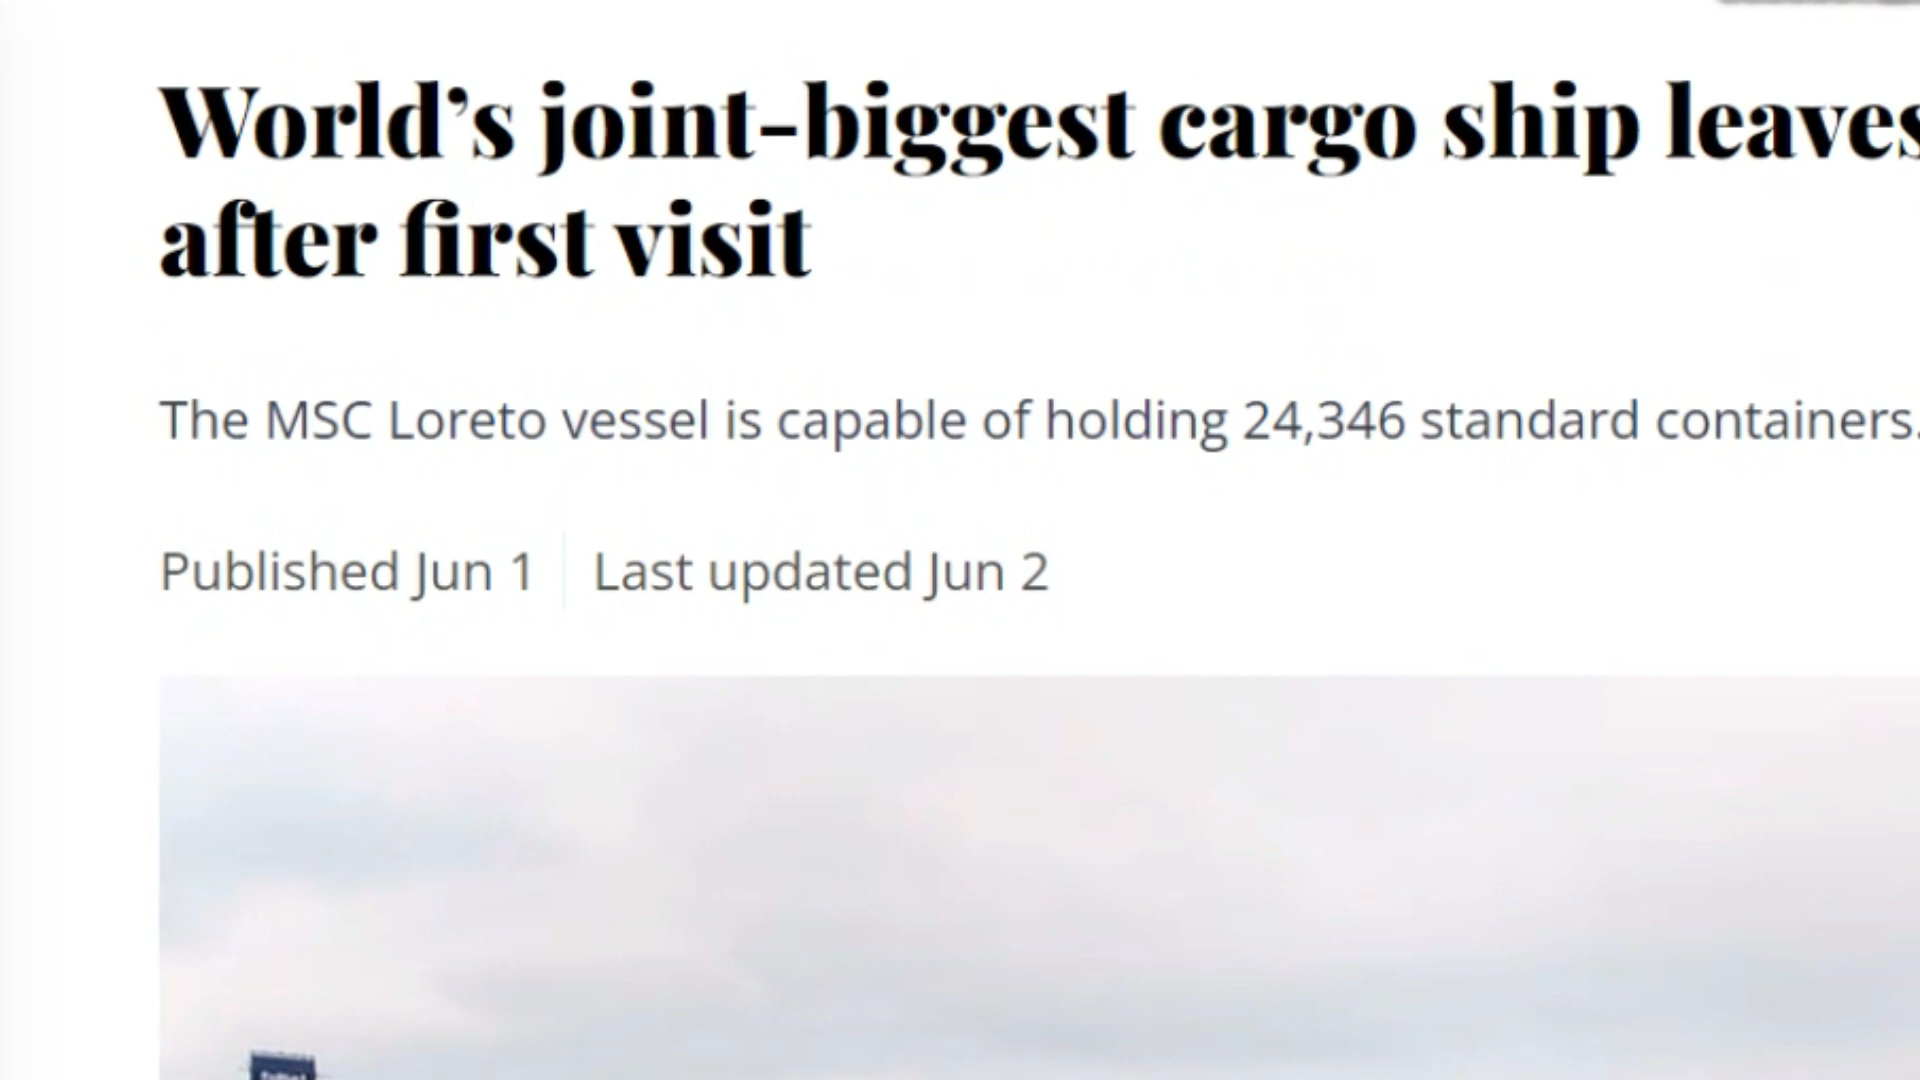 World’s joint-biggest cargo ship leaves
after first visit
The MSC Loreto vessel is capable of holding 24,346 standard containers.
Published Jun 1
Last updated Jun 2